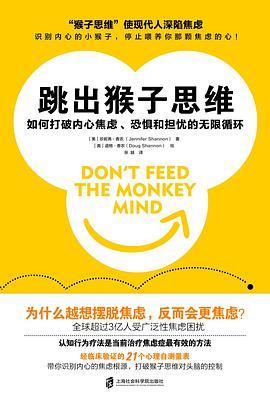 “猴子思维”使现代人深陷焦虑
识别内心的小猴子，停止喂养你那颗焦虑的心！
跳出猴子思维
如何打破内心焦虑、恐惧和担忧的无限循环
［美］珍妮弗·香农（Jennifer Shannon） 著
［美］道格·香农（Doug Shannon） 绘
译
DON'T FEED
THE MONKEY
MIND
为什么越想摆脱焦虑，反而会更焦虑？
全球超过3亿人受广泛性焦虑困扰
认知行为疗法是当前治疗焦虑症最有效的方法
经临床验证的21个心理自测量表
带你识别内心的焦虑根源，打破猴子思维对头脑的控制
上海社会科学院出版社